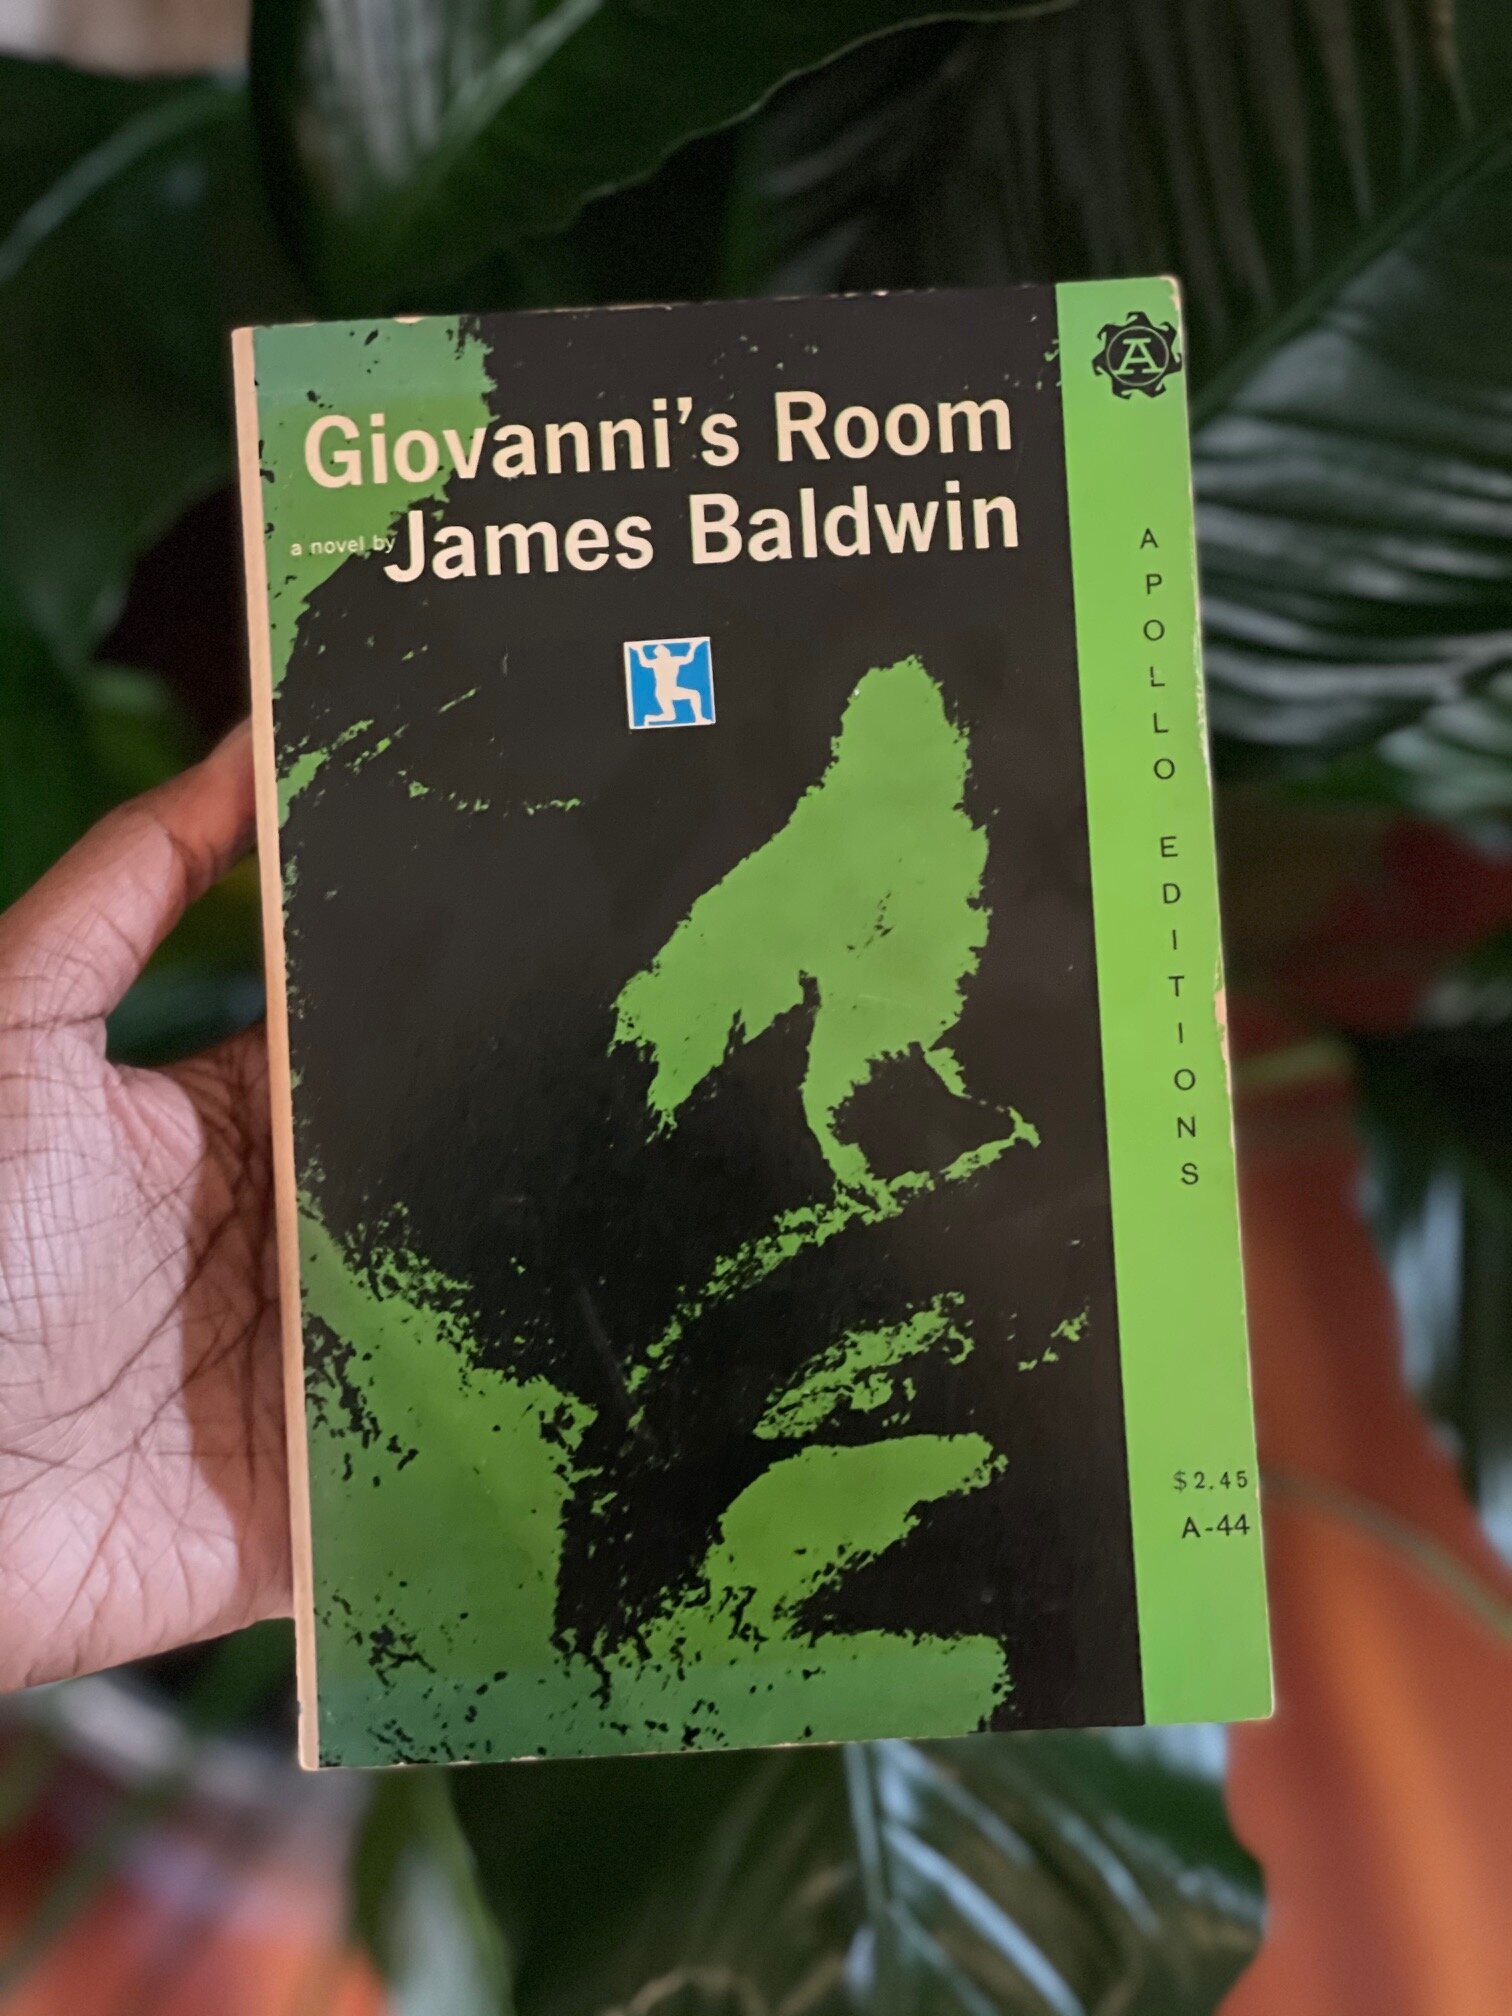 Giovanni's Room
a novel by James Baldwin
A
APOLLO EDITIONS
$2.45
A-44